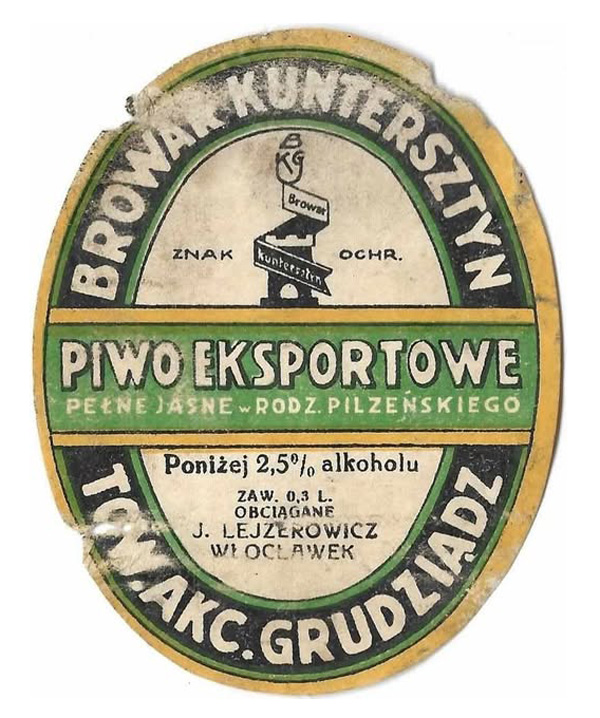 BROWAR KUNTERSZTYN
B
KG
Browar
Kuntersztyn
ZNAK OCHR.
PIWO EKSPORTOWE
PEŁNE JASNE w RODZ. PILZEŃSKIEGO
Poniżej 2,5% alkoholu
ZAW. 0,3 L.
OBCIĄGANE
J. LEJZEROWICZ
WŁOCŁAWEK
TOW. AKC. GRUDZIĄDZ